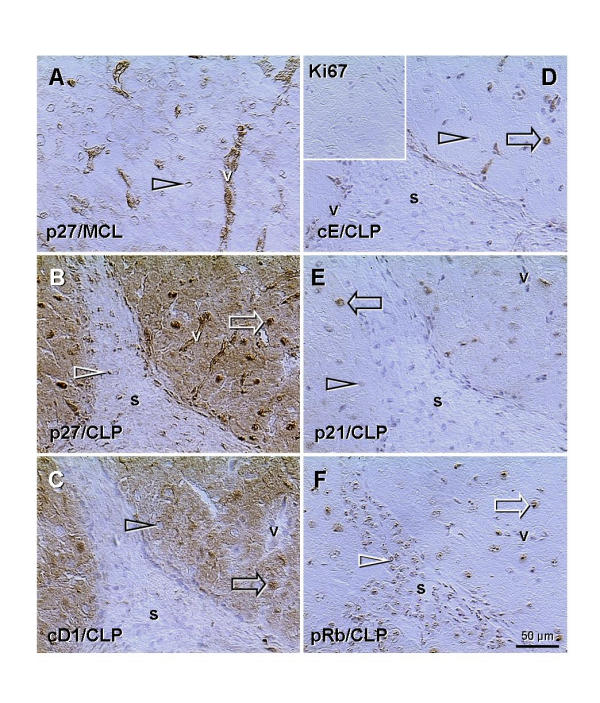 A
v
p27/MCL
Ki67
D
v
s
cE/CLP
B
v
s
p27/CLP
E
v
s
p21/CLP
C
v
s
cD1/CLP
F
v
s
pRb/CLP
50 µm